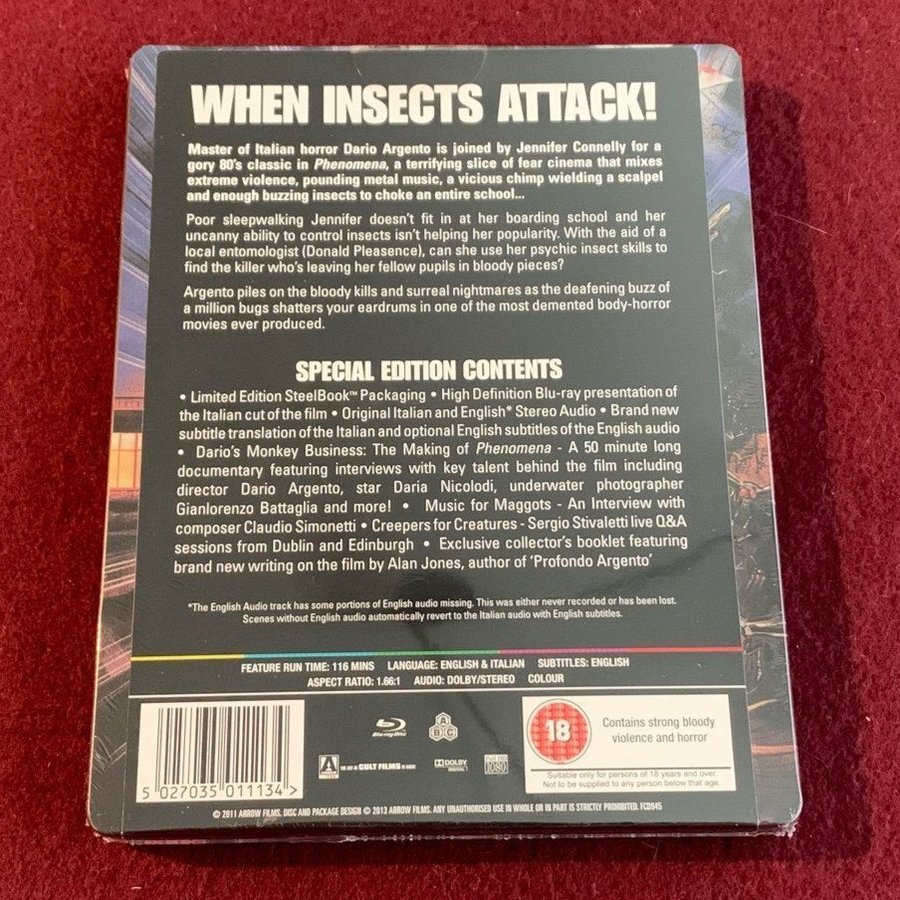 WHEN INSECTS ATTACK!
Master of Italian horror Dario Argento is joined by Jennifer Connelly for a
gory 80's classic in Phenomena, a terrifying slice of fear cinema that mixes
extreme violence, pounding metal music, a vicious chimp wielding a scalpel
and enough buzzing insects to choke an entire school...
Poor sleepwalking Jennifer doesn't fit in at her boarding school and her
uncanny ability to control insects isn't helping her popularity. With the aid of a
local entomologist (Donald Pleasence), can she use her psychic insect skills to
find the killer who's leaving her fellow pupils in bloody pieces?
Argento piles on the bloody kills and surreal nightmares as the deafening buzz of
a million bugs shatters your eardrums in one of the most demented body-horror
movies ever produced.
SPECIAL EDITION CONTENTS
• Limited Edition SteelBook™ Packaging • High Definition Blu-ray presentation of
the Italian cut of the film • Original Italian and English* Stereo Audio • Brand new
subtitle translation of the Italian and optional English subtitles of the English audio
• Dario's Monkey Business: The Making of Phenomena - A 50 minute long
documentary featuring interviews with key talent behind the film including
director Dario Argento, star Daria Nicolodi, underwater photographer
Gianlorenzo Battaglia and more! • Music for Maggots - An Interview with
composer Claudio Simonetti • Creepers for Creatures - Sergio Stivaletti live Q&A
sessions from Dublin and Edinburgh • Exclusive collector's booklet featuring
brand new writing on the film by Alan Jones, author of 'Profondo Argento'
*The English Audio track has some portions of English audio missing. This was either never recorded or has been lost.
Scenes without English audio automatically revert to the Italian audio with English subtitles.
FEATURE RUN TIME: 116 MINS LANGUAGE: ENGLISH & ITALIAN SUBTITLES: ENGLISH
ASPECT RATIO: 1.66:1 AUDIO: DOLBY/STEREO COLOUR
5 027035 011134 >
Blu-ray Disc
A B C
CULT FILMS
DOLBY DIGITAL
1080
18
Contains strong bloody
violence and horror
Suitable only for persons of 18 years and over.
Not to be supplied to any person below that age.
© 2011 ARROW FILMS. DISC AND PACKAGE DESIGN © 2013 ARROW FILMS. ANY UNAUTHORISED USE IN WHOLE OR IN PART IS STRICTLY PROHIBITED. FCD945